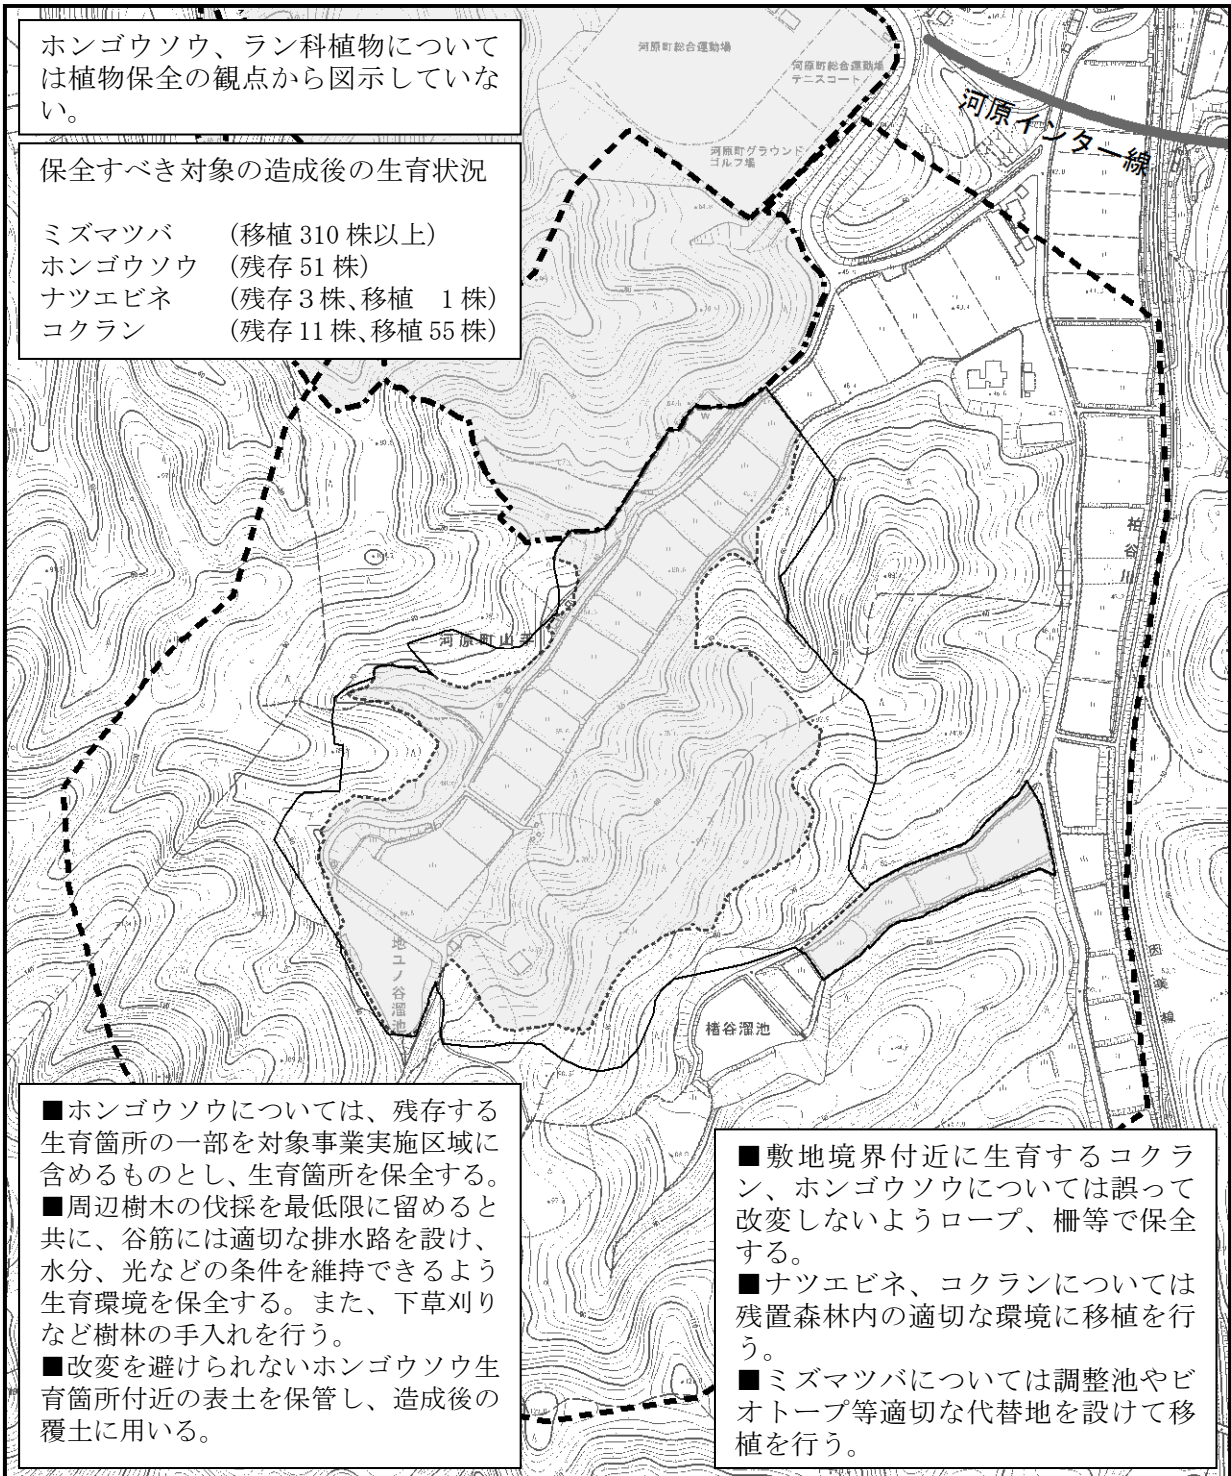 ホンゴウソウ、ラン科植物について
は植物保全の観点から図示していな
い。
保全すべき対象の造成後の生育状況
ミズマツバ (移植 310 株以上)
ホンゴウソウ (残存 51 株)
ナツエビネ (残存３株、移植 1 株)
コクラン (残存 11 株、移植 55 株)
河原町総合運動場
河原町総合運動場
テニスコート
河原町グラウンド
ゴルフ場
河原インター線
河原町山手
地ユノ谷溜池
楮谷溜池
因美線
■ホンゴウソウについては、残存する
生育箇所の一部を対象事業実施区域に
含めるものとし、生育箇所を保全する。
■周辺樹木の伐採を最低限に留めると
共に、谷筋には適切な排水路を設け、
水分、光などの条件を維持できるよう
生育環境を保全する。また、下草刈り
など樹林の手入れを行う。
■改変を避けられないホンゴウソウ生
育箇所付近の表土を保管し、造成後の
覆土に用いる。
■敷地境界付近に生育するコクラ
ン、ホンゴウソウについては誤って
改変しないようロープ、柵等で保全
する。
■ナツエビネ、コクランについては
残置森林内の適切な環境に移植を行
う。
■ミズマツバについては調整池やビ
オトープ等適切な代替地を設けて移
植を行う。